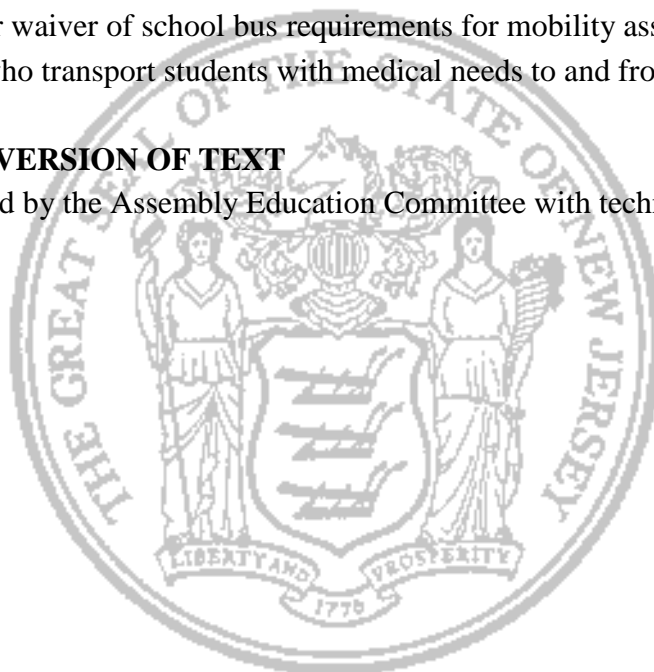 r waiver of school bus requirements for mobility ass
ho transport students with medical needs to and fro
VERSION OF TEXT
d by the Assembly Education Committee with techn
THE GREAT SEAL OF THE STATE OF NEW JERSEY
LIBERTY AND PROSPERITY
1776